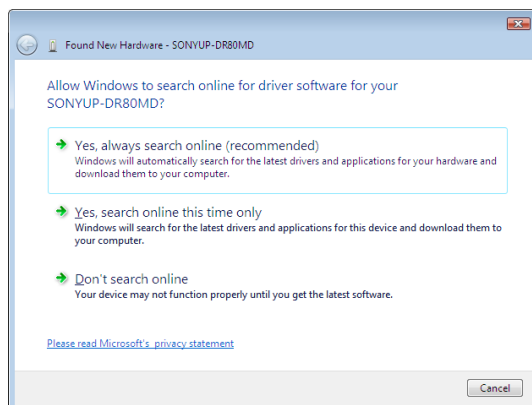 Found New Hardware - SONYUP-DR80MD
Allow Windows to search online for driver software for your
SONYUP-DR80MD?
Yes, always search online (recommended)
Windows will automatically search for the latest drivers and applications for your hardware and
download them to your computer.
Yes, search online this time only
Windows will search for the latest drivers and applications for this device and download them to
your computer.
Don't search online
Your device may not function properly until you get the latest software.
Please read Microsoft's privacy statement
Cancel